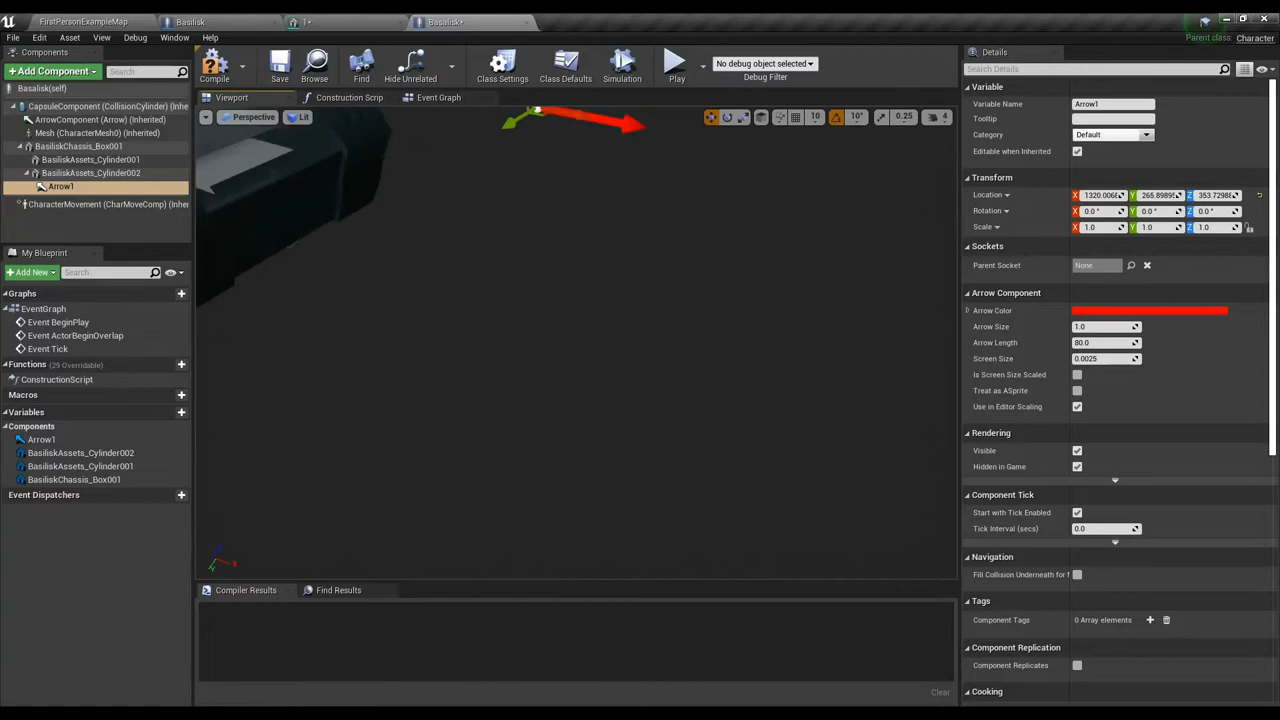 FirstPersonExampleMap
Basilisk
1*
Basalisk*
File Edit Asset View Debug Window Help
Parent class: Character
Components
+ Add Component Search
Basalisk(self)
CapsuleComponent (CollisionCylinder) (Inhe
ArrowComponent (Arrow) (Inherited)
Mesh (CharacterMesh0) (Inherited)
BasiliskChassis_Box001
BasiliskAssets_Cylinder001
BasiliskAssets_Cylinder002
Arrow1
CharacterMovement (CharMoveComp) (Inher
My Blueprint
+ Add New Search
Graphs
EventGraph
Event BeginPlay
Event ActorBeginOverlap
Event Tick
Functions (29 Overridable)
ConstructionScript
Macros
Variables
Components
Arrow1
BasiliskAssets_Cylinder002
BasiliskAssets_Cylinder001
BasiliskChassis_Box001
Event Dispatchers
Compile Save Browse Find Hide Unrelated Class Settings Class Defaults Simulation Play
No debug object selected
Debug Filter
Viewport Construction Scrip Event Graph
Perspective Lit
10 10° 0.25 4
Compiler Results Find Results
Clear
Details
Search Details
Variable
Variable Name Arrow1
Tooltip
Category Default
Editable when Inherited
Transform
Location X Y Z
Rotation X 0.0 ° Y 0.0 ° Z 0.0 °
Scale X 1.0 Y 1.0 Z 1.0
Sockets
Parent Socket None
Arrow Component
Arrow Color
Arrow Size 1.0
Arrow Length 80.0
Screen Size 0.0025
Is Screen Size Scaled
Treat as ASprite
Use in Editor Scaling
Rendering
Visible
Hidden in Game
Component Tick
Start with Tick Enabled
Tick Interval (secs) 0.0
Navigation
Fill Collision Underneath for
Tags
Component Tags 0 Array elements
Component Replication
Component Replicates
Cooking